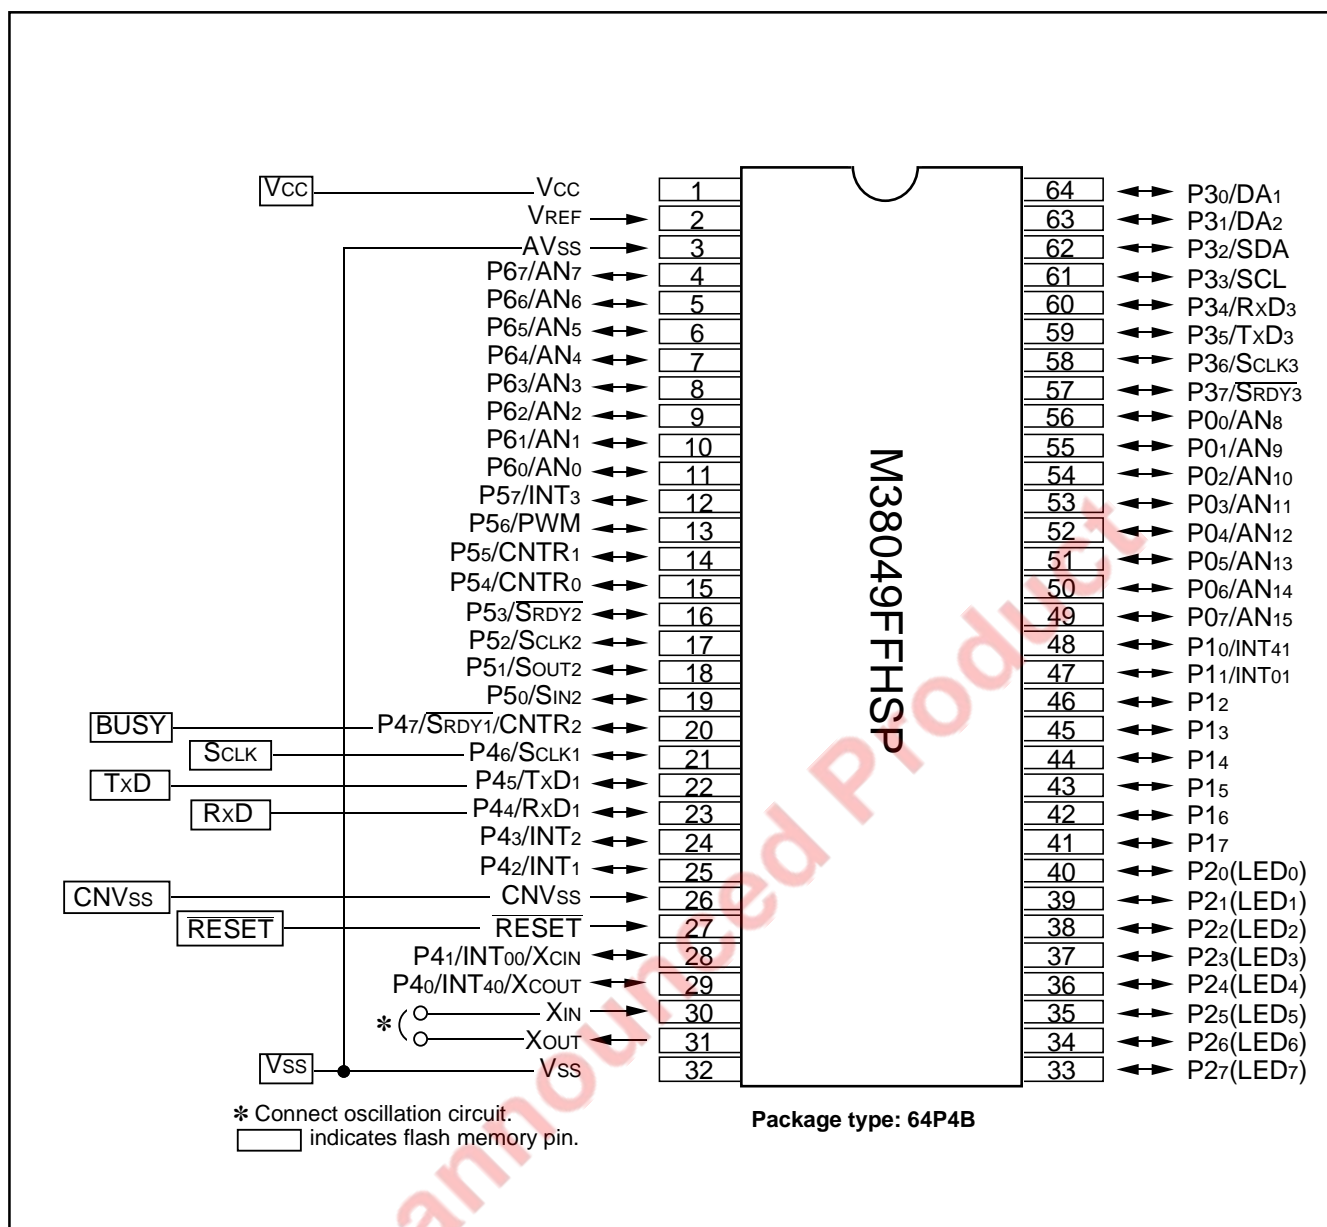 VCC VCC 1 64 P30/DA1
VREF 2 63 P31/DA2
AVSS 3 62 P32/SDA
P67/AN7 4 61 P33/SCL
P66/AN6 5 60 P34/RXD3
P65/AN5 6 59 P35/TXD3
P64/AN4 7 58 P36/SCLK3
P63/AN3 8 57 P37/SRDY3
P62/AN2 9 56 P00/AN8
P61/AN1 10 55 P01/AN9
P60/AN0 11 54 P02/AN10
P57/INT3 12 53 P03/AN11
P56/PWM 13 52 P04/AN12
P55/CNTR1 14 51 P05/AN13
P54/CNTR0 15 50 P06/AN14
P53/SRDY2 16 49 P07/AN15
P52/SCLK2 17 48 P10/INT41
P51/SOUT2 18 47 P11/INT01
P50/SIN2 19 46 P12
BUSY P47/SRDY1/CNTR2 20 45 P13
SCLK P46/SCLK1 21 44 P14
TXD P45/TXD1 22 43 P15
RXD P44/RXD1 23 42 P16
P43/INT2 24 41 P17
P42/INT1 25 40 P20(LED0)
CNVSS CNVSS 26 39 P21(LED1)
RESET RESET 27 38 P22(LED2)
P41/INT00/XCIN 28 37 P23(LED3)
P40/INT40/XCOUT 29 36 P24(LED4)
XIN 30 35 P25(LED5)
* XOUT 31 34 P26(LED6)
VSS VSS 32 33 P27(LED7)
M38049FFHSP
* Connect oscillation circuit.
indicates flash memory pin.
Package type: 64P4B
announced Product